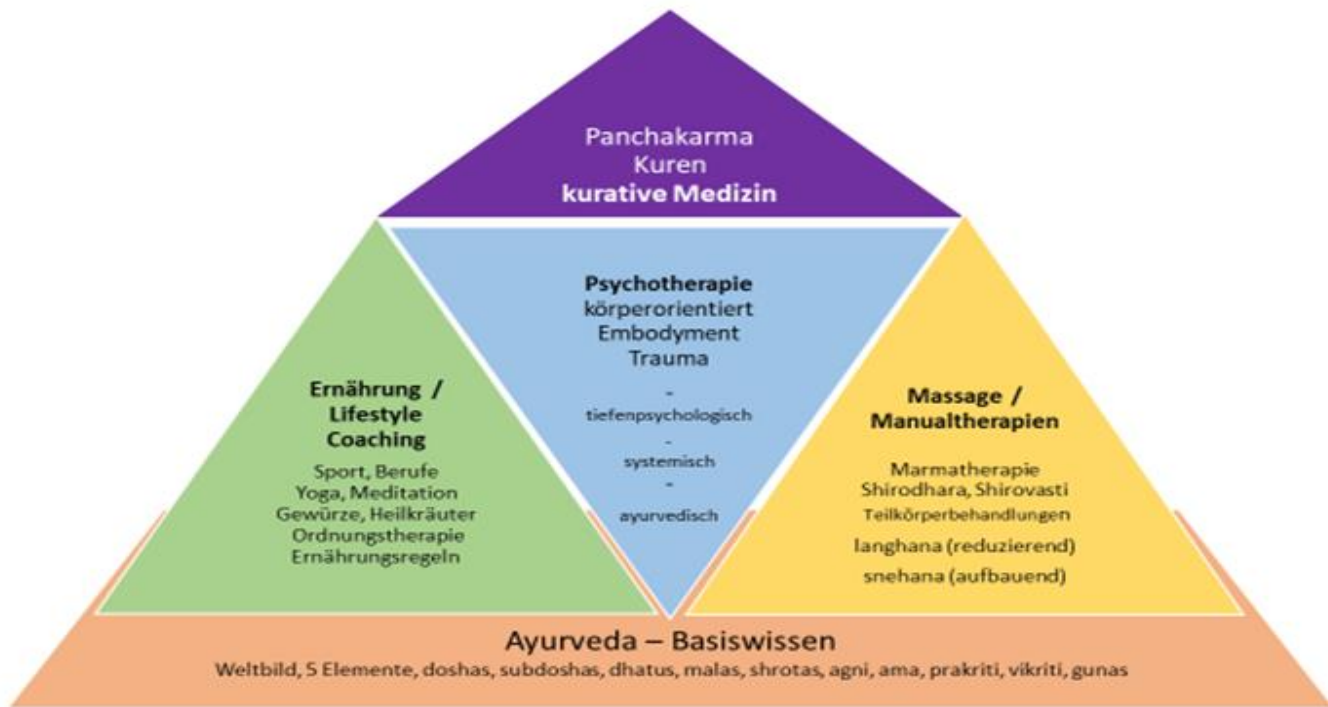 Panchakarma
Kuren
kurative Medizin
Psychotherapie
körperorientiert
Embodyment
Trauma
-
tiefenpsychologisch
-
systemisch
-
ayurvedisch
Ernährung /
Lifestyle
Coaching
Sport, Berufe
Yoga, Meditation
Gewürze, Heilkräuter
Ordnungstherapie
Ernährungsregeln
Massage /
Manualtherapien
Marmatherapie
Shirodhara, Shirovasti
Teilkörperbehandlungen
langhana (reduzierend)
snehana (aufbauend)
Ayurveda – Basiswissen
Weltbild, 5 Elemente, doshas, subdoshas, dhatus, malas, shrotas, agni, ama, prakriti, vikriti, gunas